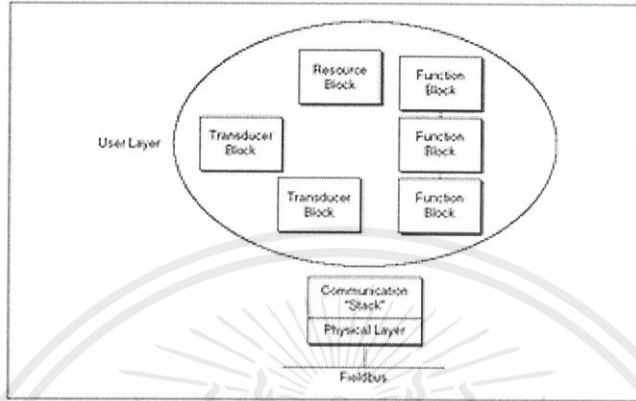 Resource
Block
Function
Block
User Layer
Transducer
Block
Function
Block
Transducer
Block
Function
Block
Communication
"Stack"
Physical Layer
Fieldbus